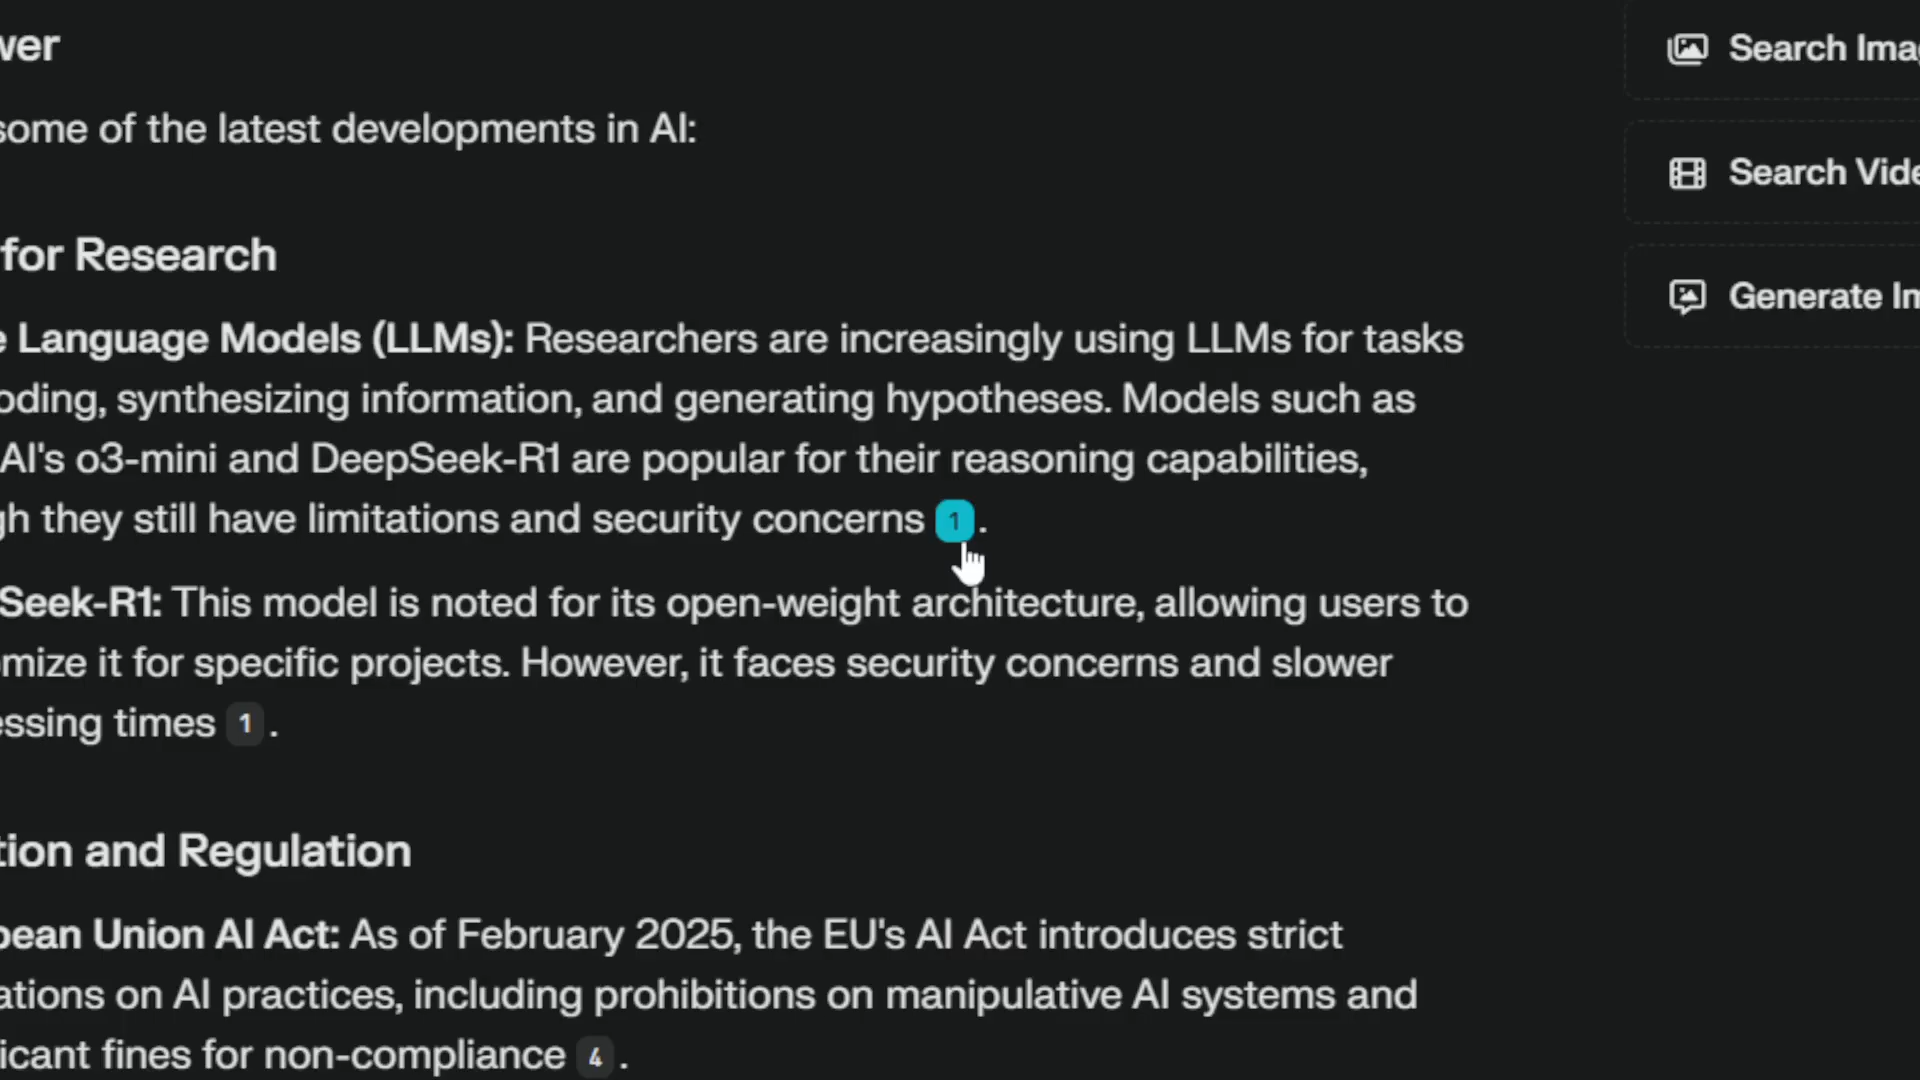 wer
some of the latest developments in AI:
for Research
e Language Models (LLMs): Researchers are increasingly using LLMs for tasks
oding, synthesizing information, and generating hypotheses. Models such as
AI's o3-mini and DeepSeek-R1 are popular for their reasoning capabilities,
gh they still have limitations and security concerns 1.
Seek-R1: This model is noted for its open-weight architecture, allowing users to
mize it for specific projects. However, it faces security concerns and slower
essing times 1.
tion and Regulation
pean Union AI Act: As of February 2025, the EU's AI Act introduces strict
ations on AI practices, including prohibitions on manipulative AI systems and
icant fines for non-compliance 4.
Search Imag
Search Vide
Generate Im